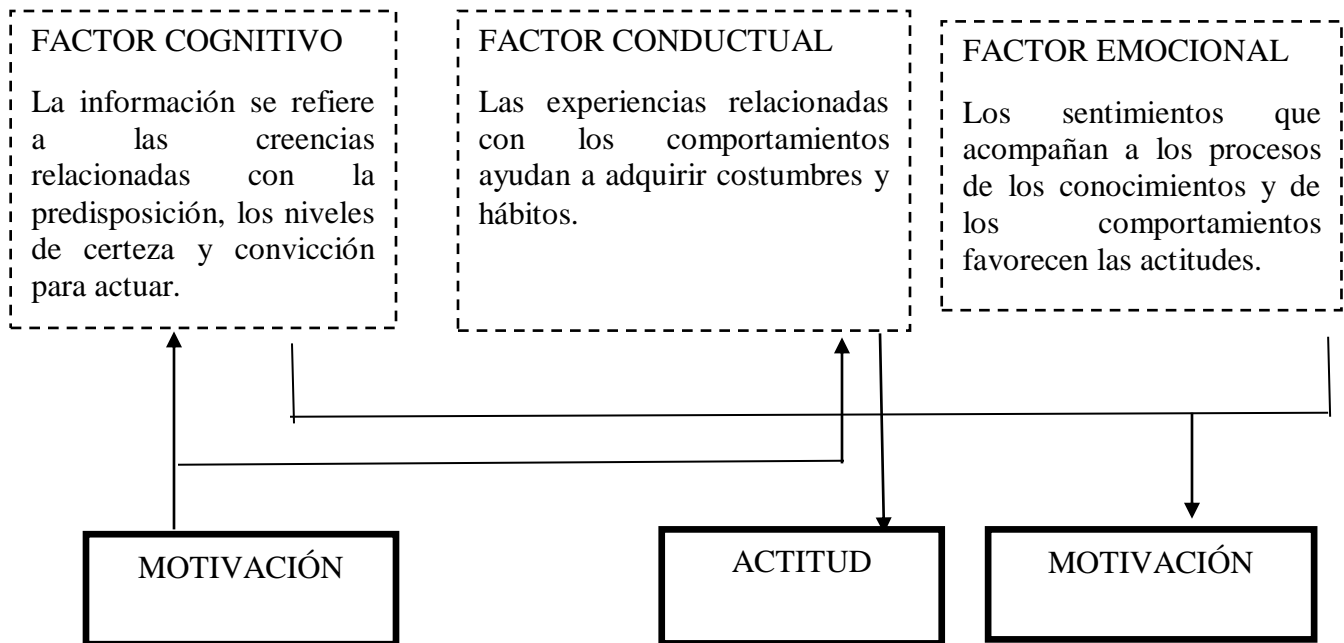 FACTOR COGNITIVO
La información se refiere
a las creencias
relacionadas con la
predisposición, los niveles
de certeza y convicción
para actuar.
FACTOR CONDUCTUAL
Las experiencias relacionadas
con los comportamientos
ayudan a adquirir costumbres y
hábitos.
FACTOR EMOCIONAL
Los sentimientos que
acompañan a los procesos
de los conocimientos y de
los comportamientos
favorecen las actitudes.
MOTIVACIÓN
ACTITUD
MOTIVACIÓN